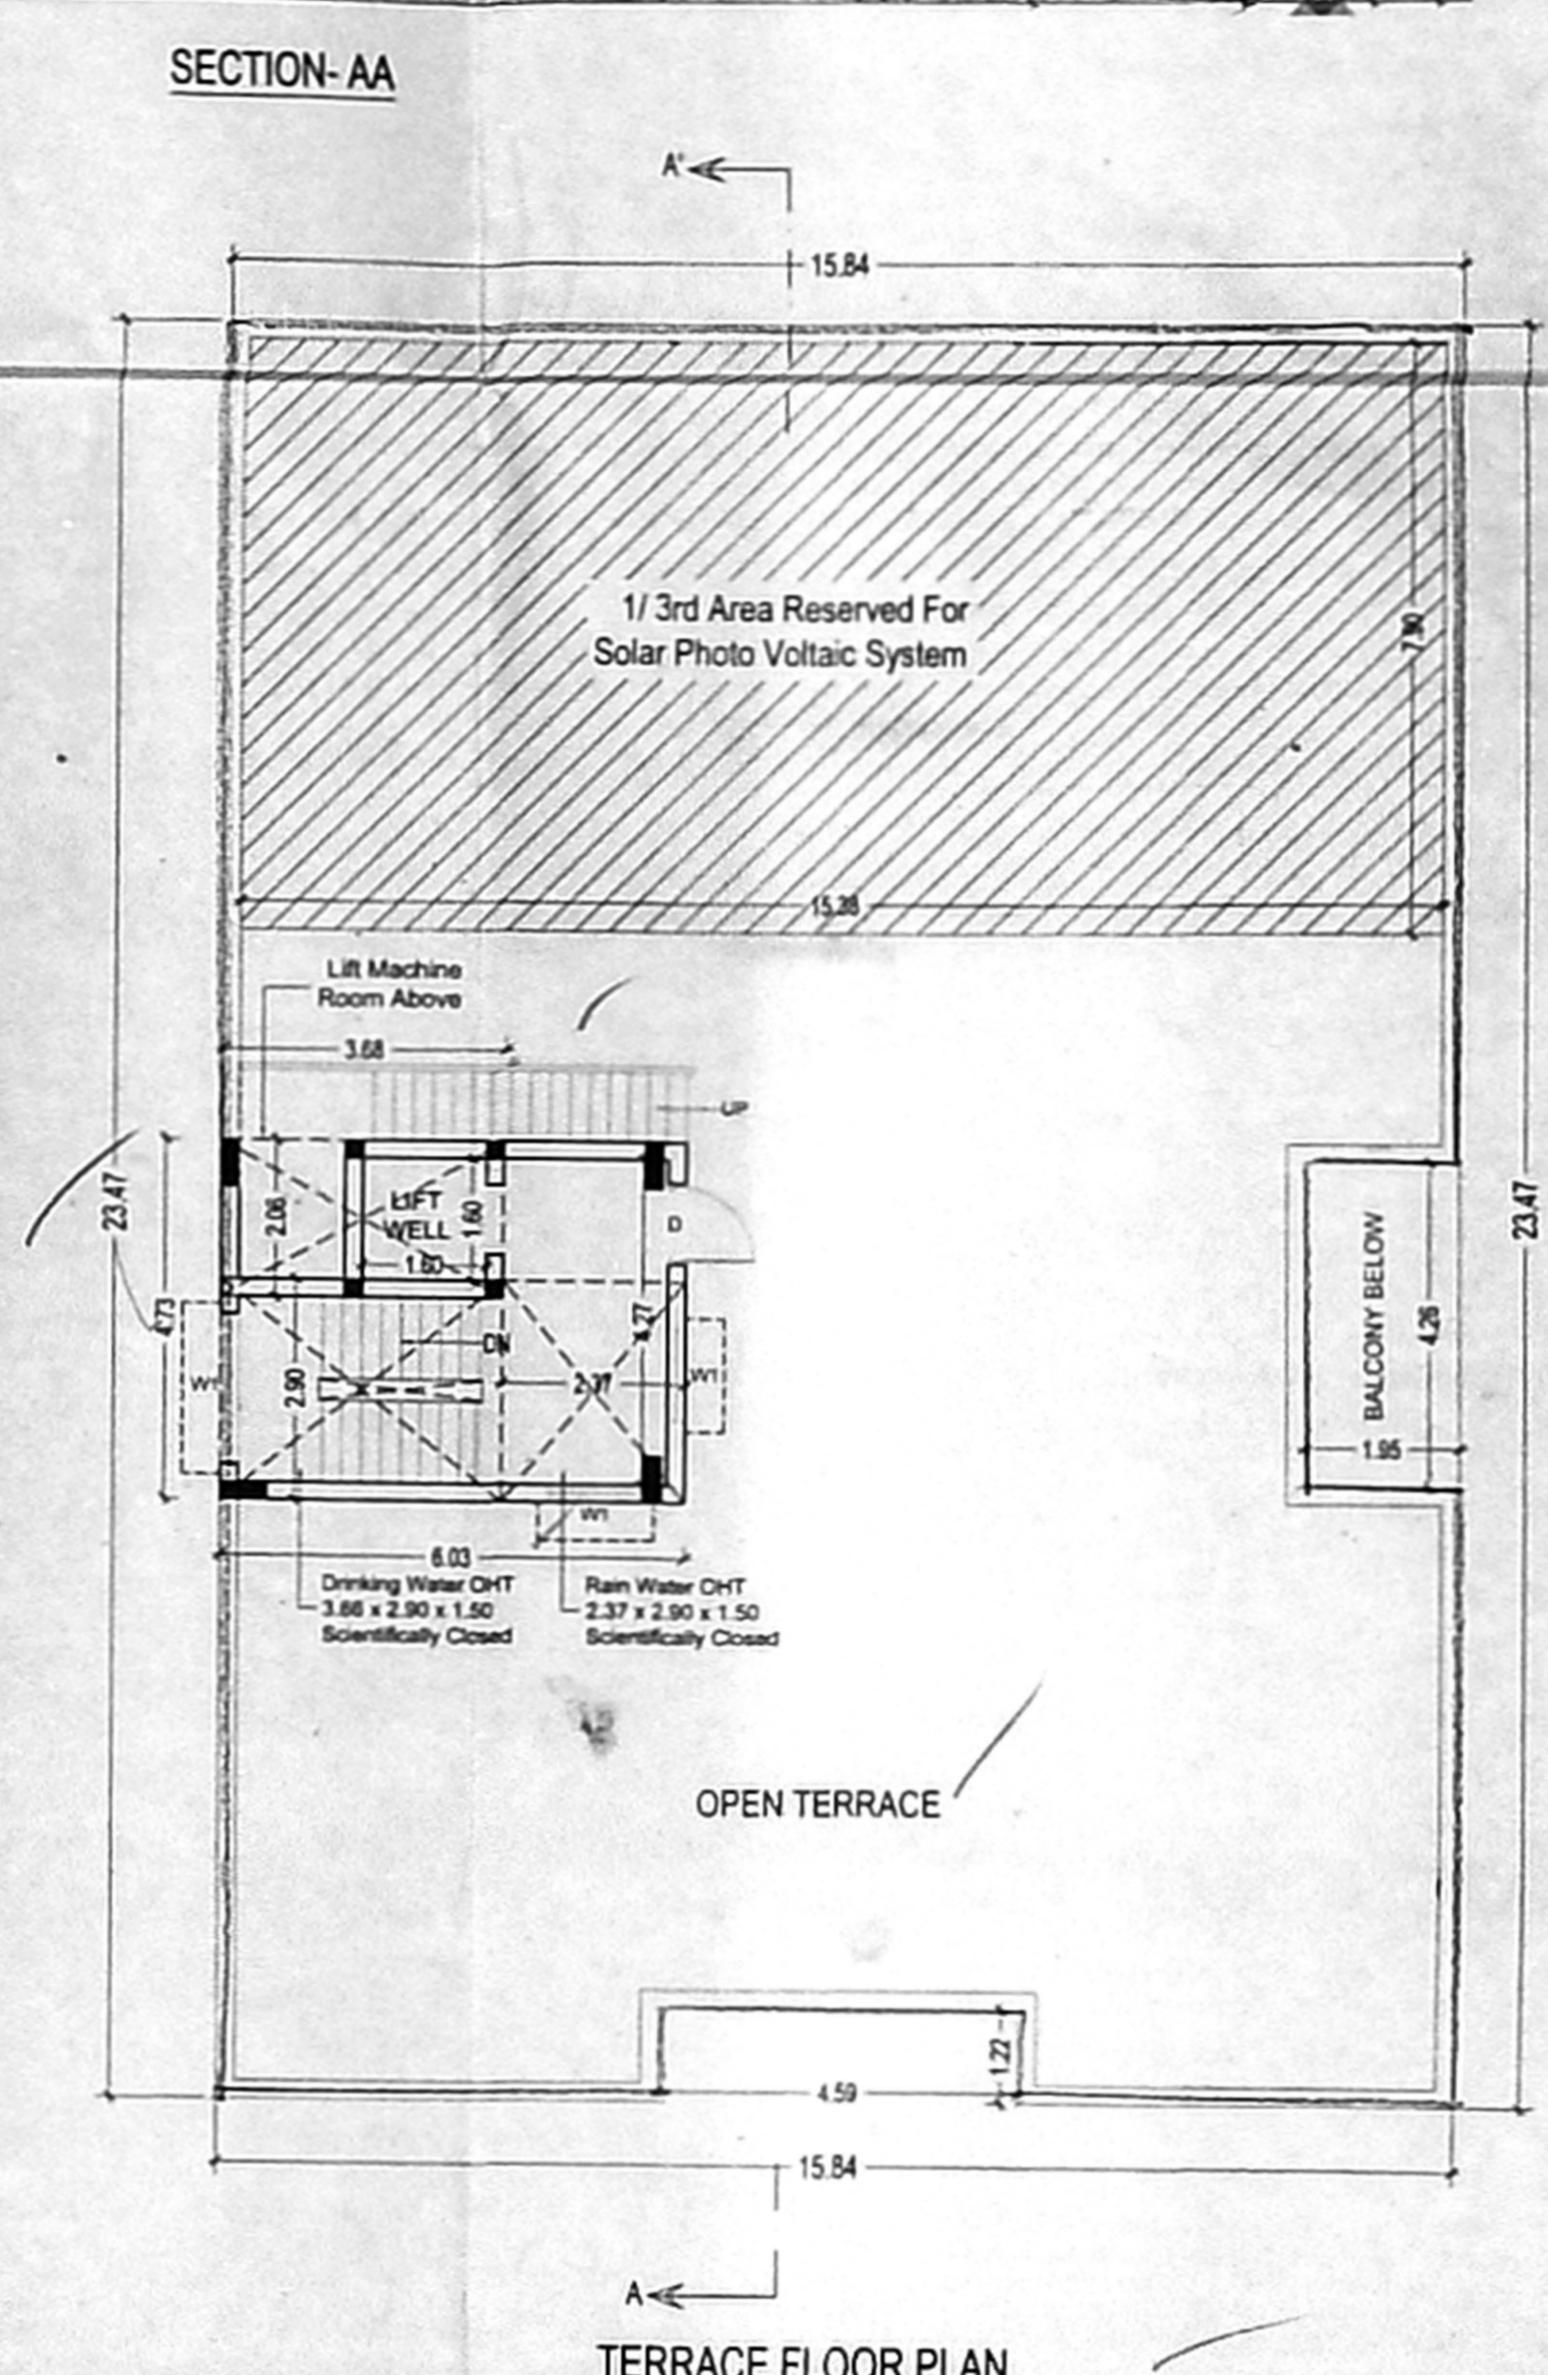 SECTION- AA
A'
15.84
1/ 3rd Area Reserved For
Solar Photo Voltaic System
7.90
15.38
Lift Machine
Room Above
3.68
UP
23.47
4.73
2.06
LIFT
WELL
1.60
1.60
D
23.47
BALCONY BELOW
4.26
1.95
DN
4.27
2.90
2.37
W1
W1
W1
6.03
Drinking Water OHT
3.66 x 2.90 x 1.50
Scientifically Closed
Rain Water OHT
2.37 x 2.90 x 1.50
Scientifically Closed
OPEN TERRACE
1.22
4.59
15.84
A
TERRACE FLOOR PLAN